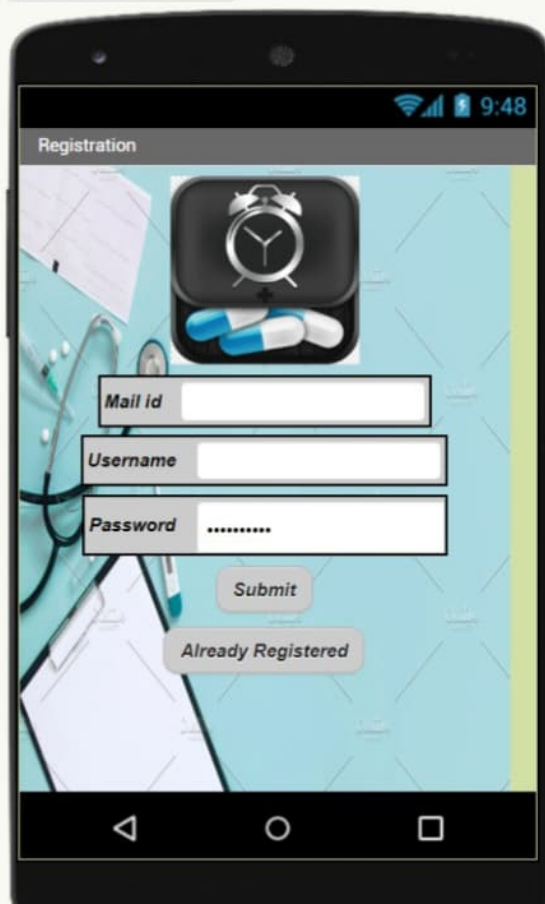 9:48
Registration
Mail id
Username
Password ..........
Submit
Already Registered